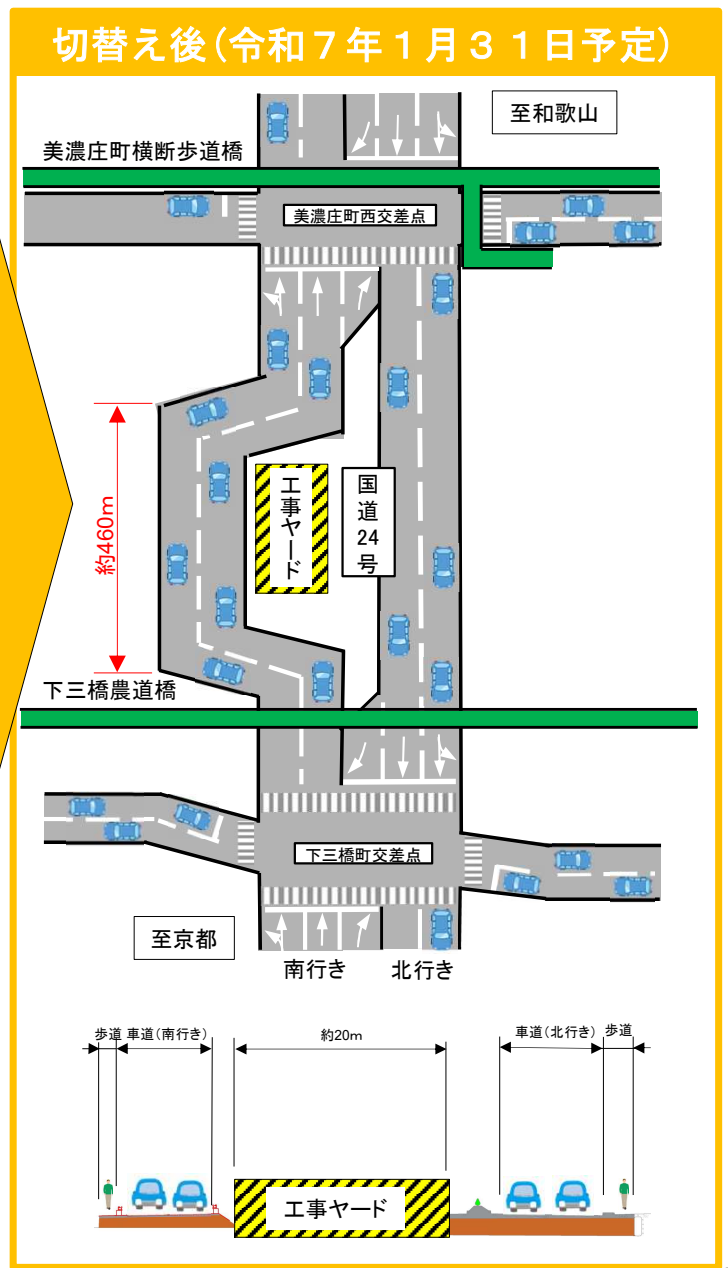 切替え後(令和7年1月31日予定)
至和歌山
美濃庄町横断歩道橋
美濃庄町西交差点
約460m
工事ヤード
国道24号
下三橋農道橋
下三橋町交差点
至京都
南行き
北行き
歩道
車道(南行き)
約20m
車道(北行き)
歩道
工事ヤード